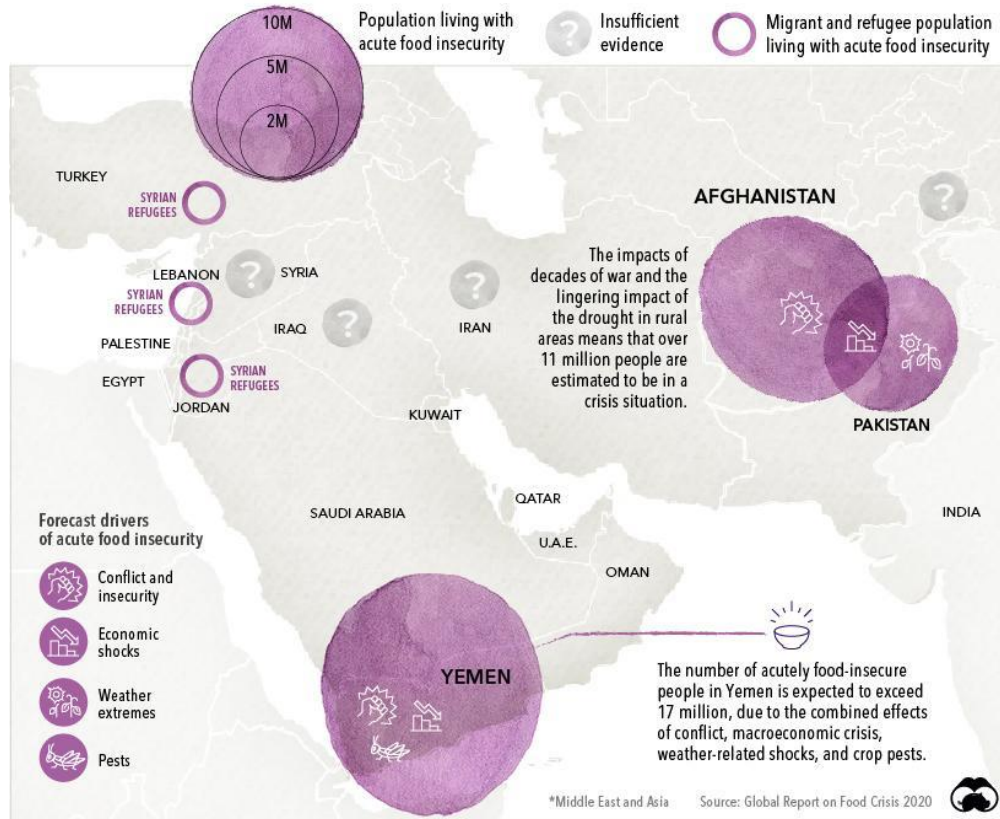 10M
5M
2M
Population living with
acute food insecurity
?
Insufficient
evidence
Migrant and refugee population
living with acute food insecurity
TURKEY
SYRIAN
REFUGEES
AFGHANISTAN
?
The impacts of
decades of war and the
lingering impact of
the drought in rural
areas means that over
11 million people are
estimated to be in a
crisis situation.
LEBANON
?
SYRIA
SYRIAN
REFUGEES
IRAQ
?
?
IRAN
PALESTINE
EGYPT
SYRIAN
REFUGEES
JORDAN
KUWAIT
PAKISTAN
QATAR
SAUDI ARABIA
U.A.E.
OMAN
INDIA
Forecast drivers
of acute food insecurity
Conflict and
insecurity
Economic
shocks
Weather
extremes
Pests
YEMEN
The number of acutely food-insecure
people in Yemen is expected to exceed
17 million, due to the combined effects
of conflict, macroeconomic crisis,
weather-related shocks, and crop pests.
*Middle East and Asia
Source: Global Report on Food Crisis 2020